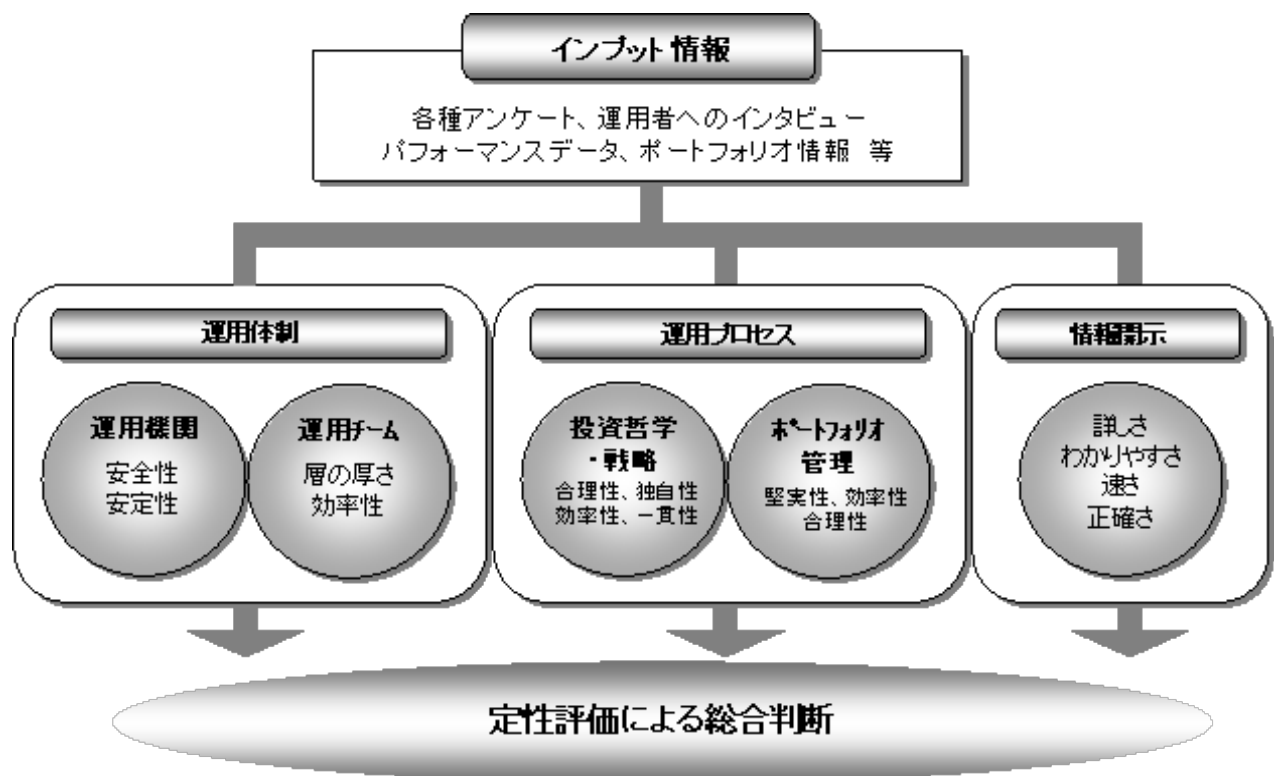 インプット情報
各種アンケート、運用者へのインタビュー
パフォーマンスデータ、ポートフォリオ情報 等
運用体制
運用機関
安全性
安定性
運用チーム
層の厚さ
効率性
運用プロセス
投資哲学
・戦略
合理性、独自性
効率性、一貫性
ポートフォリオ
管理
堅実性、効率性
合理性
情報開示
詳しさ
わかりやすさ
速さ
正確さ
定性評価による総合判断